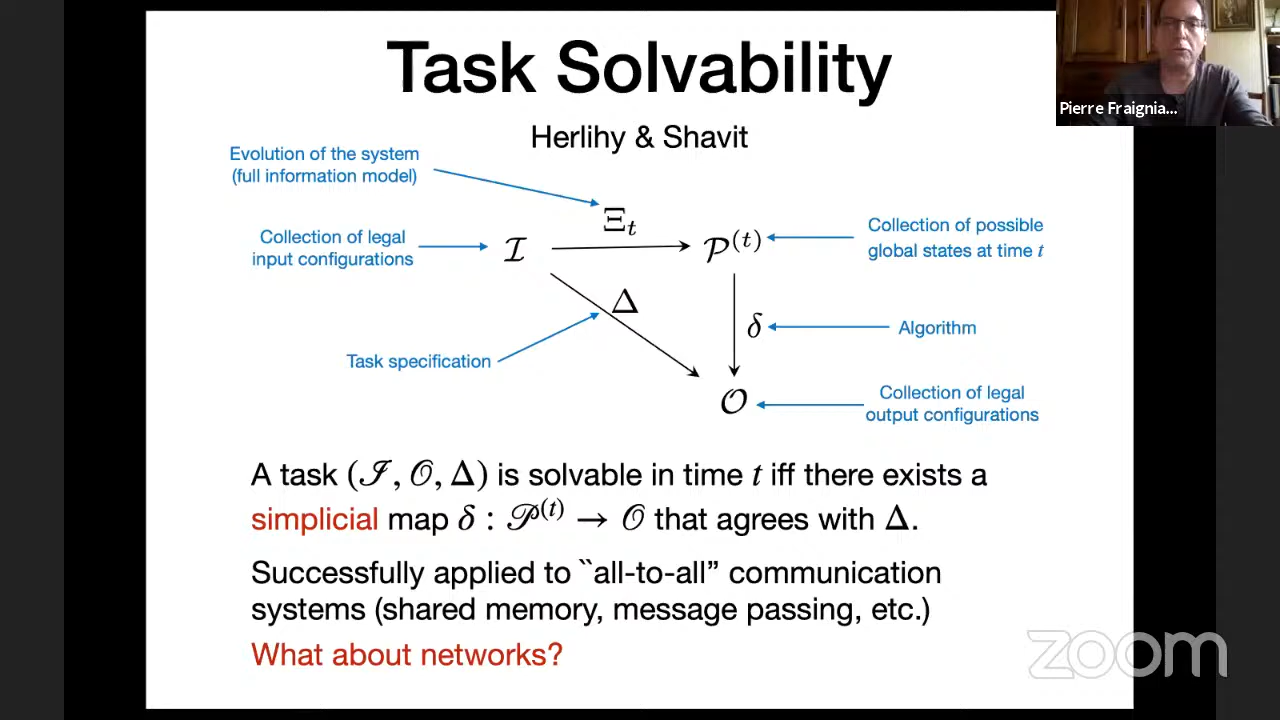 Task Solvability
Pierre Fraignia...
Herlihy & Shavit
Evolution of the system
(full information model)
Ξt
Collection of legal
input configurations
I
P(t)
Collection of possible
global states at time t
Δ
Task specification
δ
Algorithm
O
Collection of legal
output configurations
A task (I, O, Δ) is solvable in time t iff there exists a
simplicial map δ : P(t) → O that agrees with Δ.
Successfully applied to ``all-to-all” communication
systems (shared memory, message passing, etc.)
What about networks?
zoom